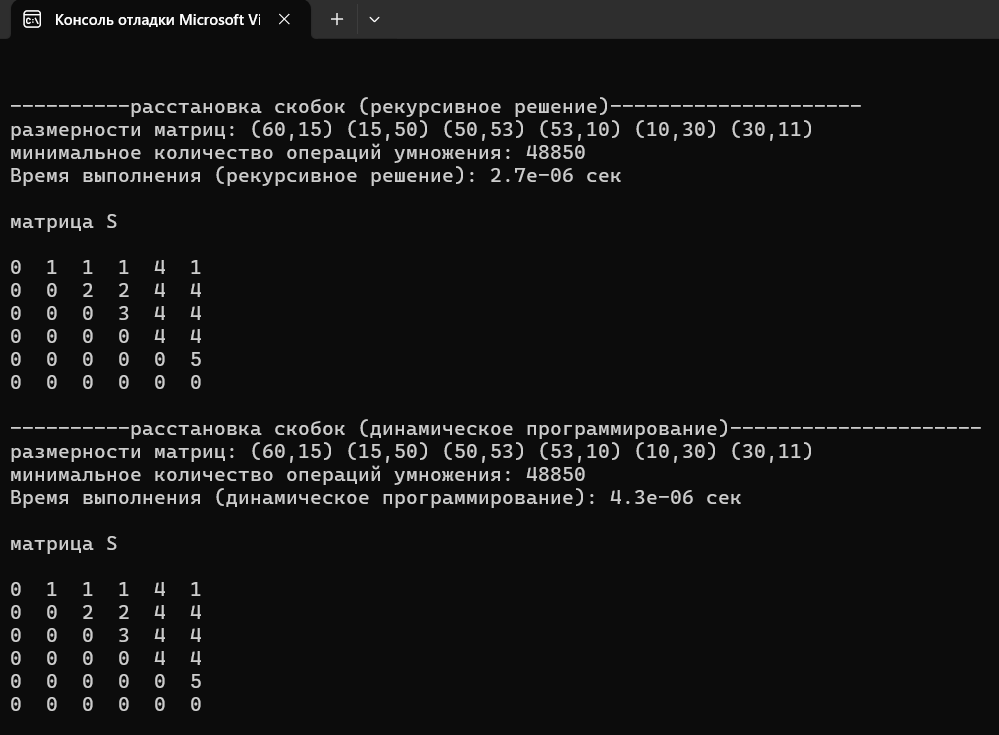 Консоль отладки Microsoft Vi
----------расстановка скобок (рекурсивное решение)---------------------
размерности матриц: (60,15) (15,50) (50,53) (53,10) (10,30) (30,11)
минимальное количество операций умножения: 48850
Время выполнения (рекурсивное решение): 2.7e-06 сек
матрица S
0  1  1  1  4  1
0  0  2  2  4  4
0  0  0  3  4  4
0  0  0  0  4  4
0  0  0  0  0  5
0  0  0  0  0  0
----------расстановка скобок (динамическое программирование)---------------------
размерности матриц: (60,15) (15,50) (50,53) (53,10) (10,30) (30,11)
минимальное количество операций умножения: 48850
Время выполнения (динамическое программирование): 4.3e-06 сек
матрица S
0  1  1  1  4  1
0  0  2  2  4  4
0  0  0  3  4  4
0  0  0  0  4  4
0  0  0  0  0  5
0  0  0  0  0  0